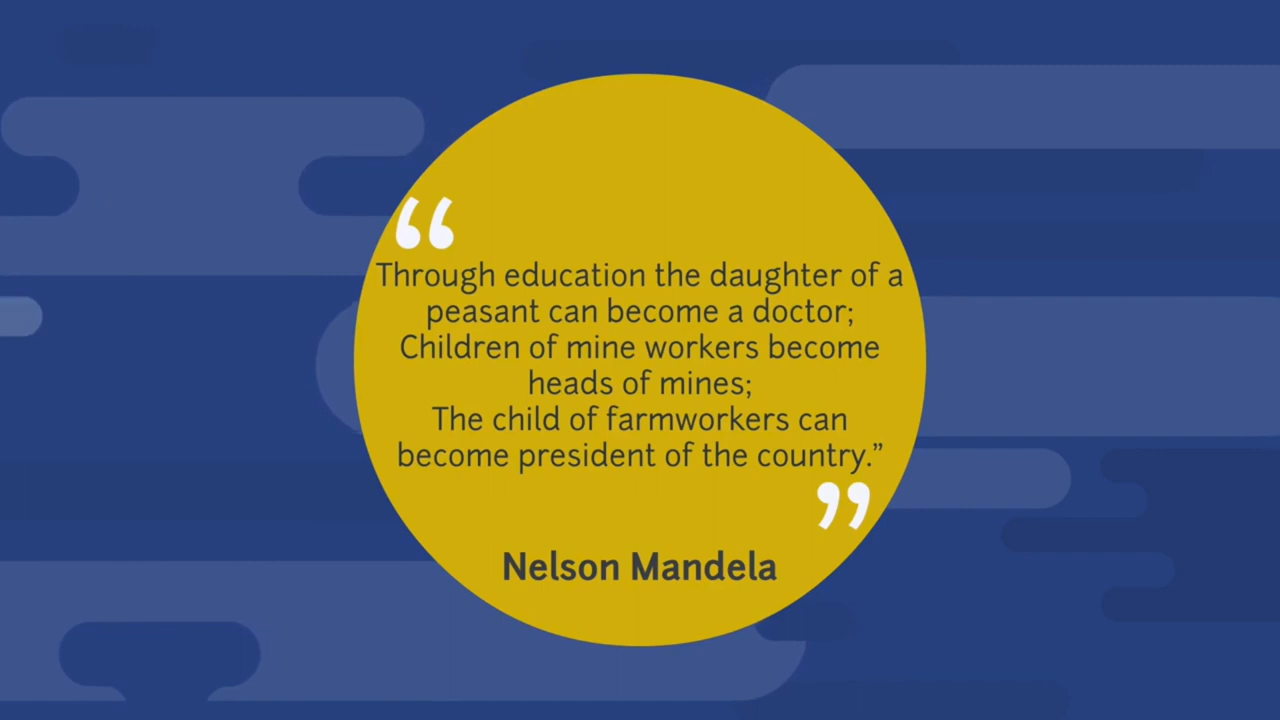 “
Through education the daughter of a
peasant can become a doctor;
Children of mine workers become
heads of mines;
The child of farmworkers can
become president of the country.”
”
Nelson Mandela